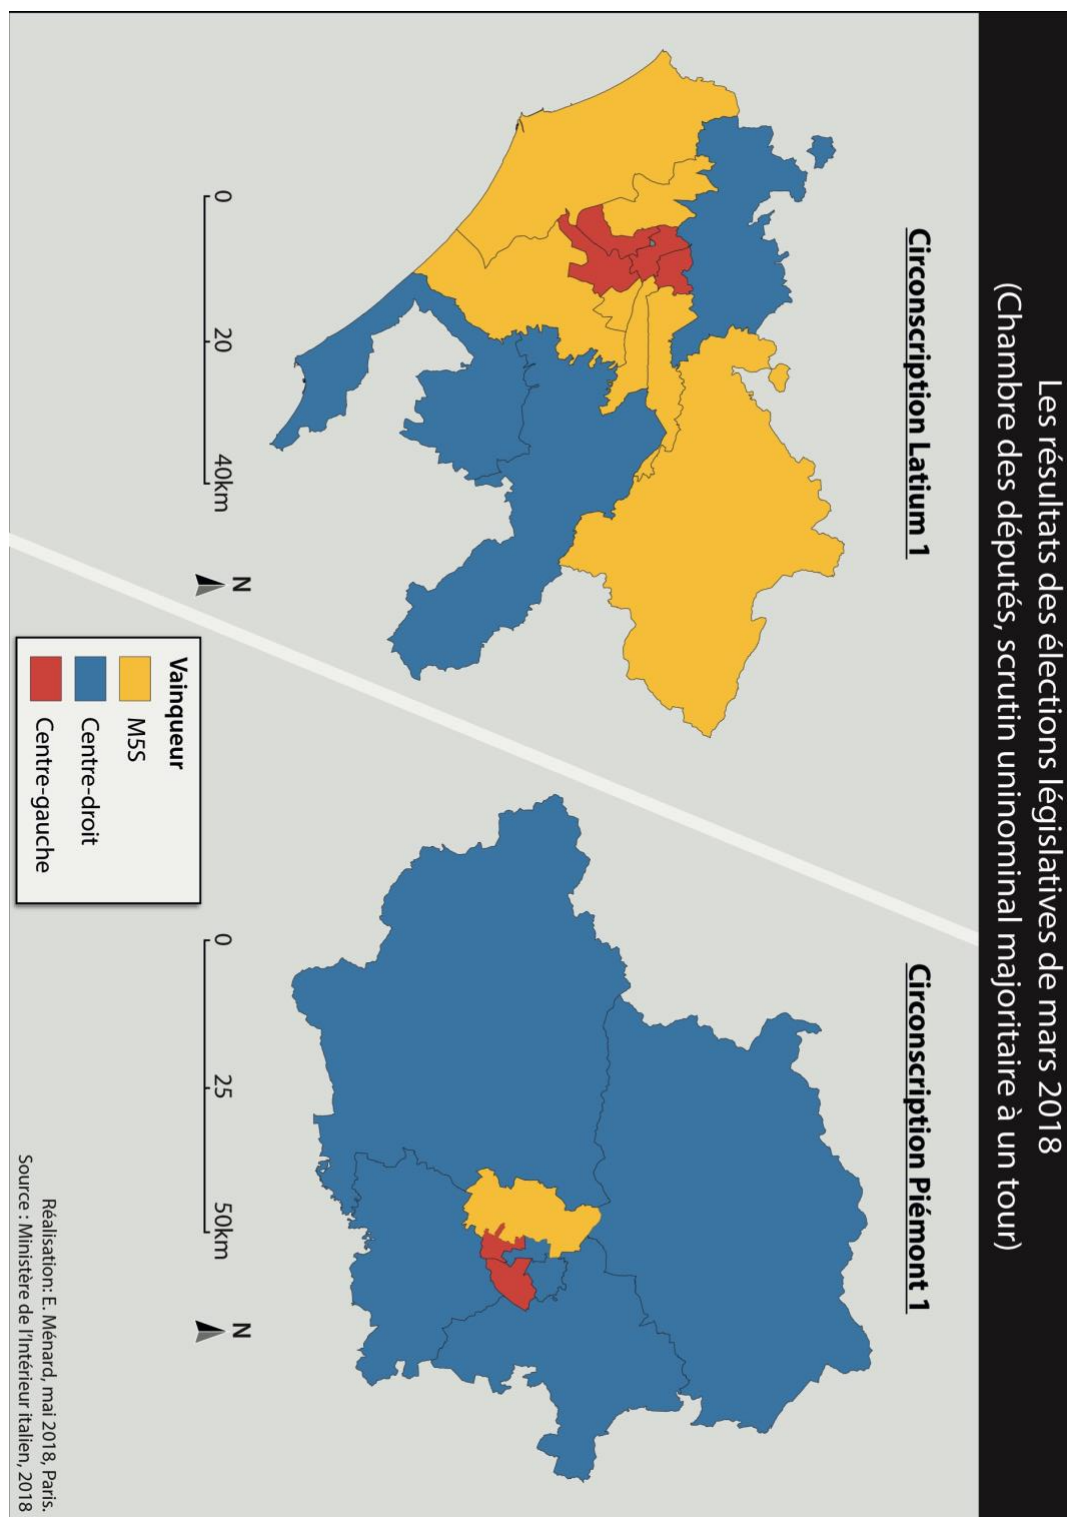 Les résultats des élections législatives de mars 2018
(Chambre des députés, scrutin uninominal majoritaire à un tour)
Circonscription Latium 1
0 20 40km
N
Circonscription Piémont 1
0 25 50km
N
Vainqueur
M5S
Centre-droit
Centre-gauche
Réalisation: E. Ménard, mai 2018, Paris.
Source : Ministère de l'Intérieur italien, 2018